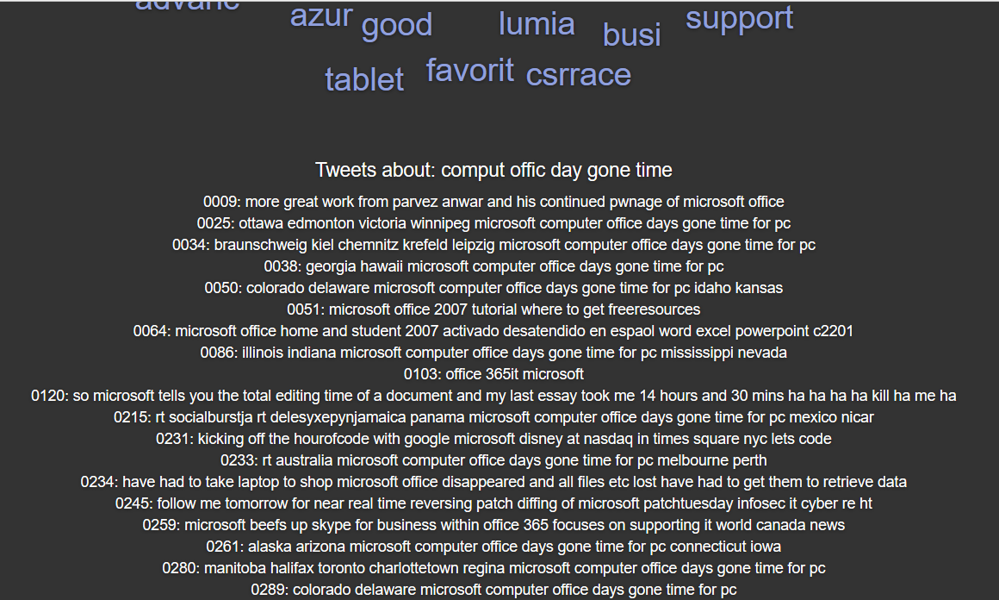 advanc
azur good lumia busi support
tablet favorit csrrace
Tweets about: comput offic day gone time
0009: more great work from parvez anwar and his continued pwnage of microsoft office
0025: ottawa edmonton victoria winnipeg microsoft computer office days gone time for pc
0034: braunschweig kiel chemnitz krefeld leipzig microsoft computer office days gone time for pc
0038: georgia hawaii microsoft computer office days gone time for pc
0050: colorado delaware microsoft computer office days gone time for pc idaho kansas
0051: microsoft office 2007 tutorial where to get freeresources
0064: microsoft office home and student 2007 activado desatendido en espaol word excel powerpoint c2201
0086: illinois indiana microsoft computer office days gone time for pc mississippi nevada
0103: office 365it microsoft
0120: so microsoft tells you the total editing time of a document and my last essay took me 14 hours and 30 mins ha ha ha ha kill ha me ha
0215: rt socialburstja rt delesyxepynjamaica panama microsoft computer office days gone time for pc mexico nicar
0231: kicking off the hourofcode with google microsoft disney at nasdaq in times square nyc lets code
0233: rt australia microsoft computer office days gone time for pc melbourne perth
0234: have had to take laptop to shop microsoft office disappeared and all files etc lost have had to get them to retrieve data
0245: follow me tomorrow for near real time reversing patch diffing of microsoft patchtuesday infosec it cyber re ht
0259: microsoft beefs up skype for business within office 365 focuses on supporting it world canada news
0261: alaska arizona microsoft computer office days gone time for pc connecticut iowa
0280: manitoba halifax toronto charlottetown regina microsoft computer office days gone time for pc
0289: colorado delaware microsoft computer office days gone time for pc